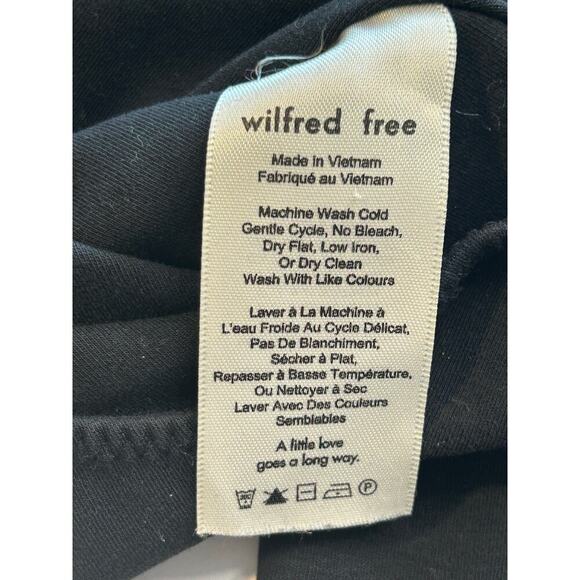 wilfred free
Made in Vietnam
Fabriqué au Vietnam
Machine Wash Cold
Gentle Cycle, No Bleach,
Dry Flat, Low Iron,
Or Dry Clean
Wash With Like Colours
Laver à La Machine à
L'eau Froide Au Cycle Délicat,
Pas De Blanchiment,
Sécher à Plat,
Repasser à Basse Température,
Ou Nettoyer à Sec
Laver Avec Des Couleurs
Semblables
A little love
goes a long way.
P